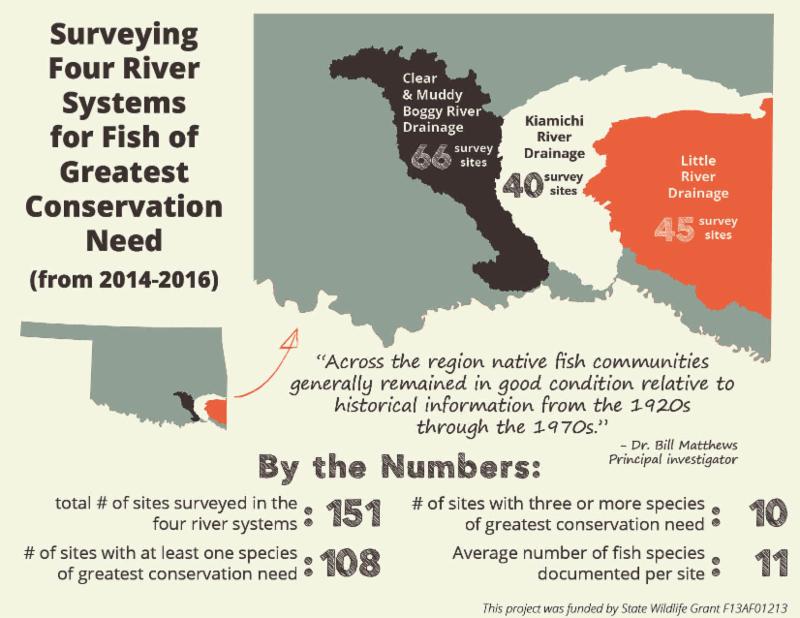 Surveying
Four River
Systems
for Fish of
Greatest
Conservation
Need
(from 2014-2016)
Clear
& Muddy
Boggy River
Drainage
66 survey
sites
Kiamichi
River
Drainage
40 survey
sites
Little
River
Drainage
45 survey
sites
“Across the region native fish communities
generally remained in good condition relative to
historical information from the 1920s
through the 1970s.”
– Dr. Bill Matthews
Principal investigator
By the Numbers:
total # of sites surveyed in the
four river systems : 151
# of sites with at least one species
of greatest conservation need : 108
# of sites with three or more species
of greatest conservation need : 10
Average number of fish species
documented per site : 11
This project was funded by State Wildlife Grant F13AF01213